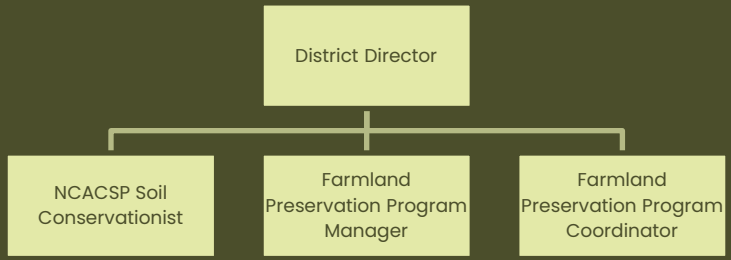 District Director
NCACSP Soil
Conservationist
Farmland
Preservation Program
Manager
Farmland
Preservation Program
Coordinator